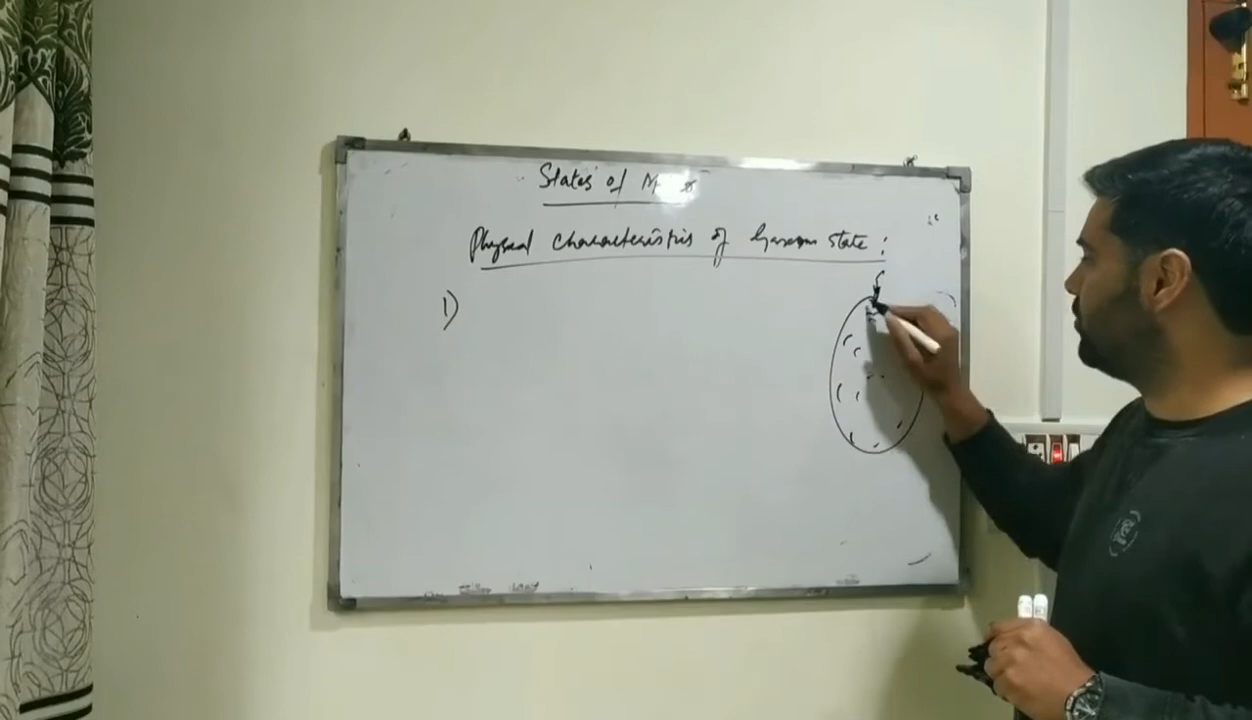 States of
Physical characteristics of Gaseous state :
1)